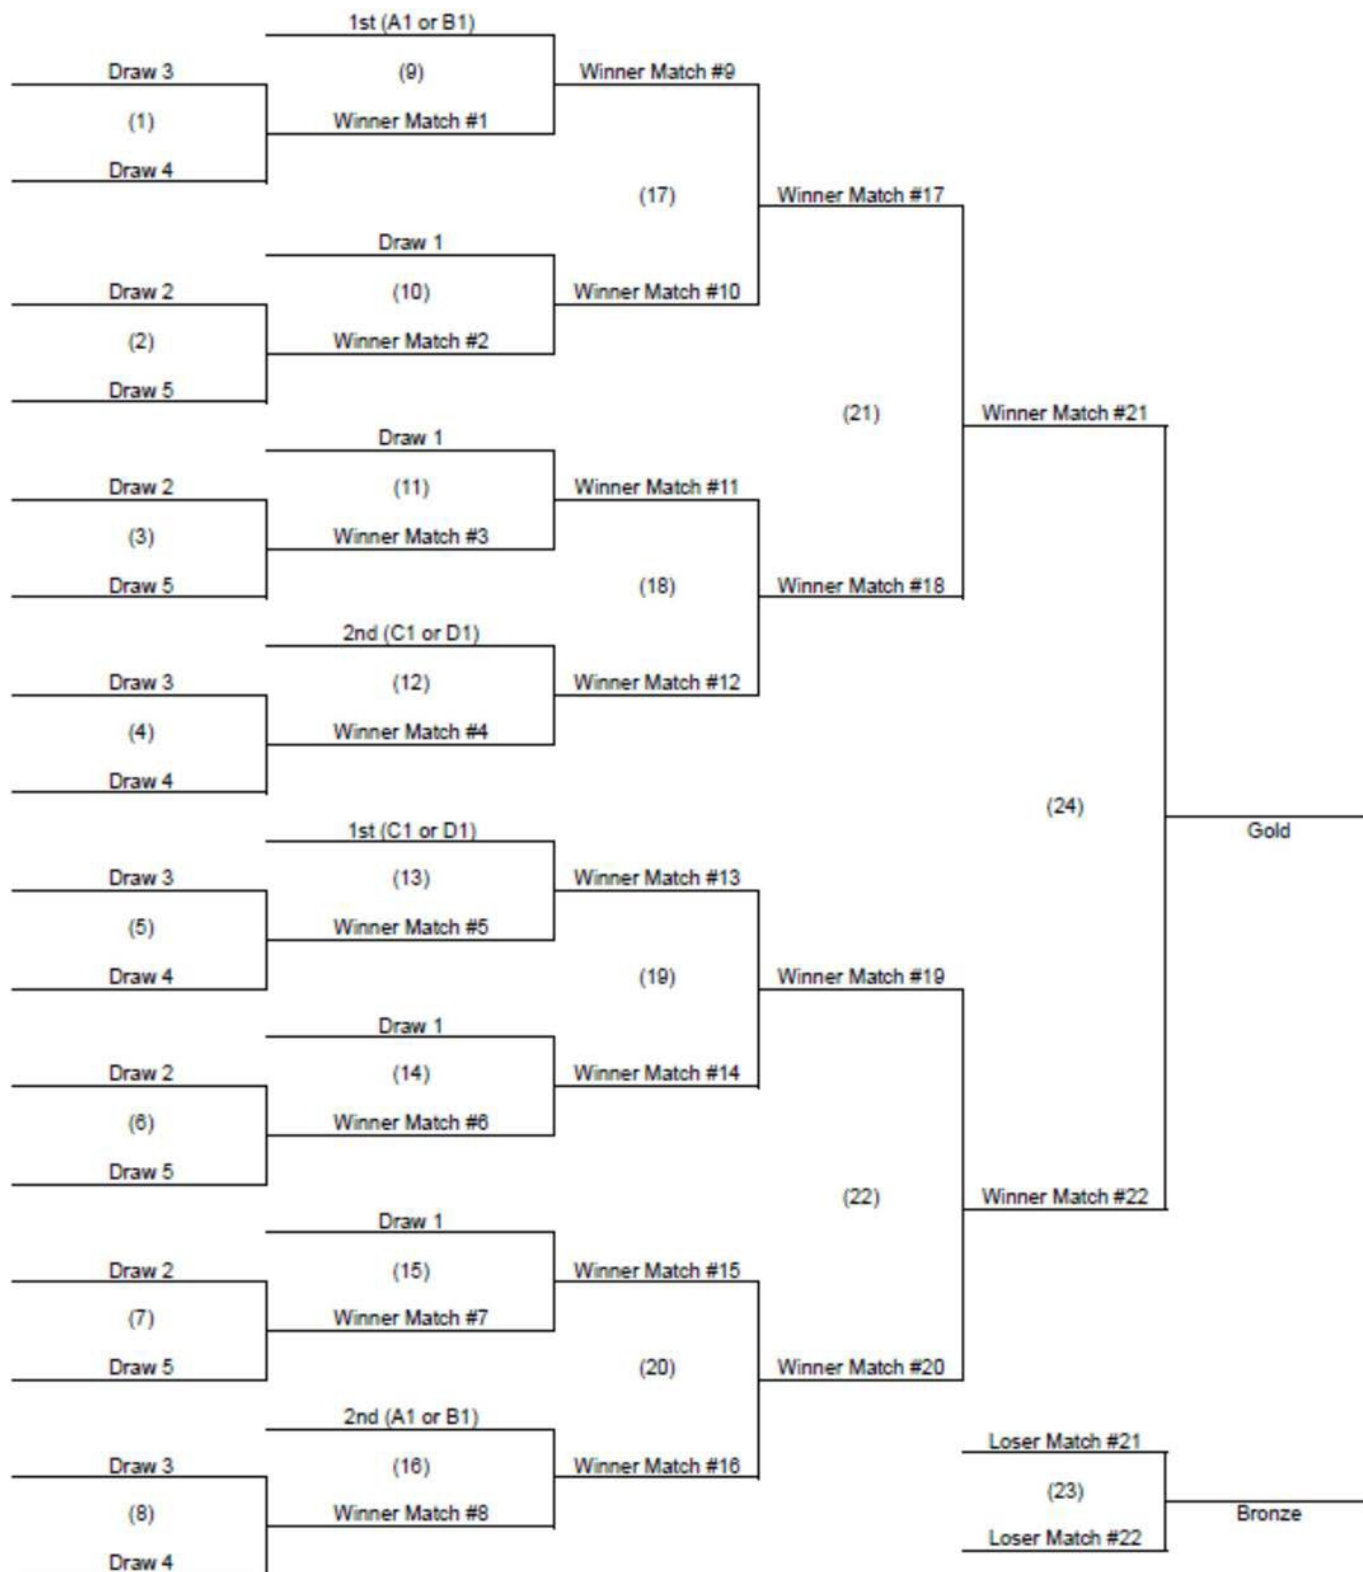 1st (A1 or B1)
Draw 3
(9)
Winner Match #9
(1)
Winner Match #1
Draw 4
(17)
Winner Match #17
Draw 1
Draw 2
(10)
Winner Match #10
(2)
Winner Match #2
Draw 5
(21)
Winner Match #21
Draw 1
Draw 2
(11)
Winner Match #11
(3)
Winner Match #3
Draw 5
(18)
Winner Match #18
2nd (C1 or D1)
Draw 3
(12)
Winner Match #12
(4)
Winner Match #4
Draw 4
(24)
Gold
1st (C1 or D1)
Draw 3
(13)
Winner Match #13
(5)
Winner Match #5
Draw 4
(19)
Winner Match #19
Draw 1
Draw 2
(14)
Winner Match #14
(6)
Winner Match #6
Draw 5
(22)
Winner Match #22
Draw 1
Draw 2
(15)
Winner Match #15
(7)
Winner Match #7
Draw 5
(20)
Winner Match #20
2nd (A1 or B1)
Loser Match #21
Draw 3
(16)
Winner Match #16
(23)
(8)
Winner Match #8
Bronze
Loser Match #22
Draw 4